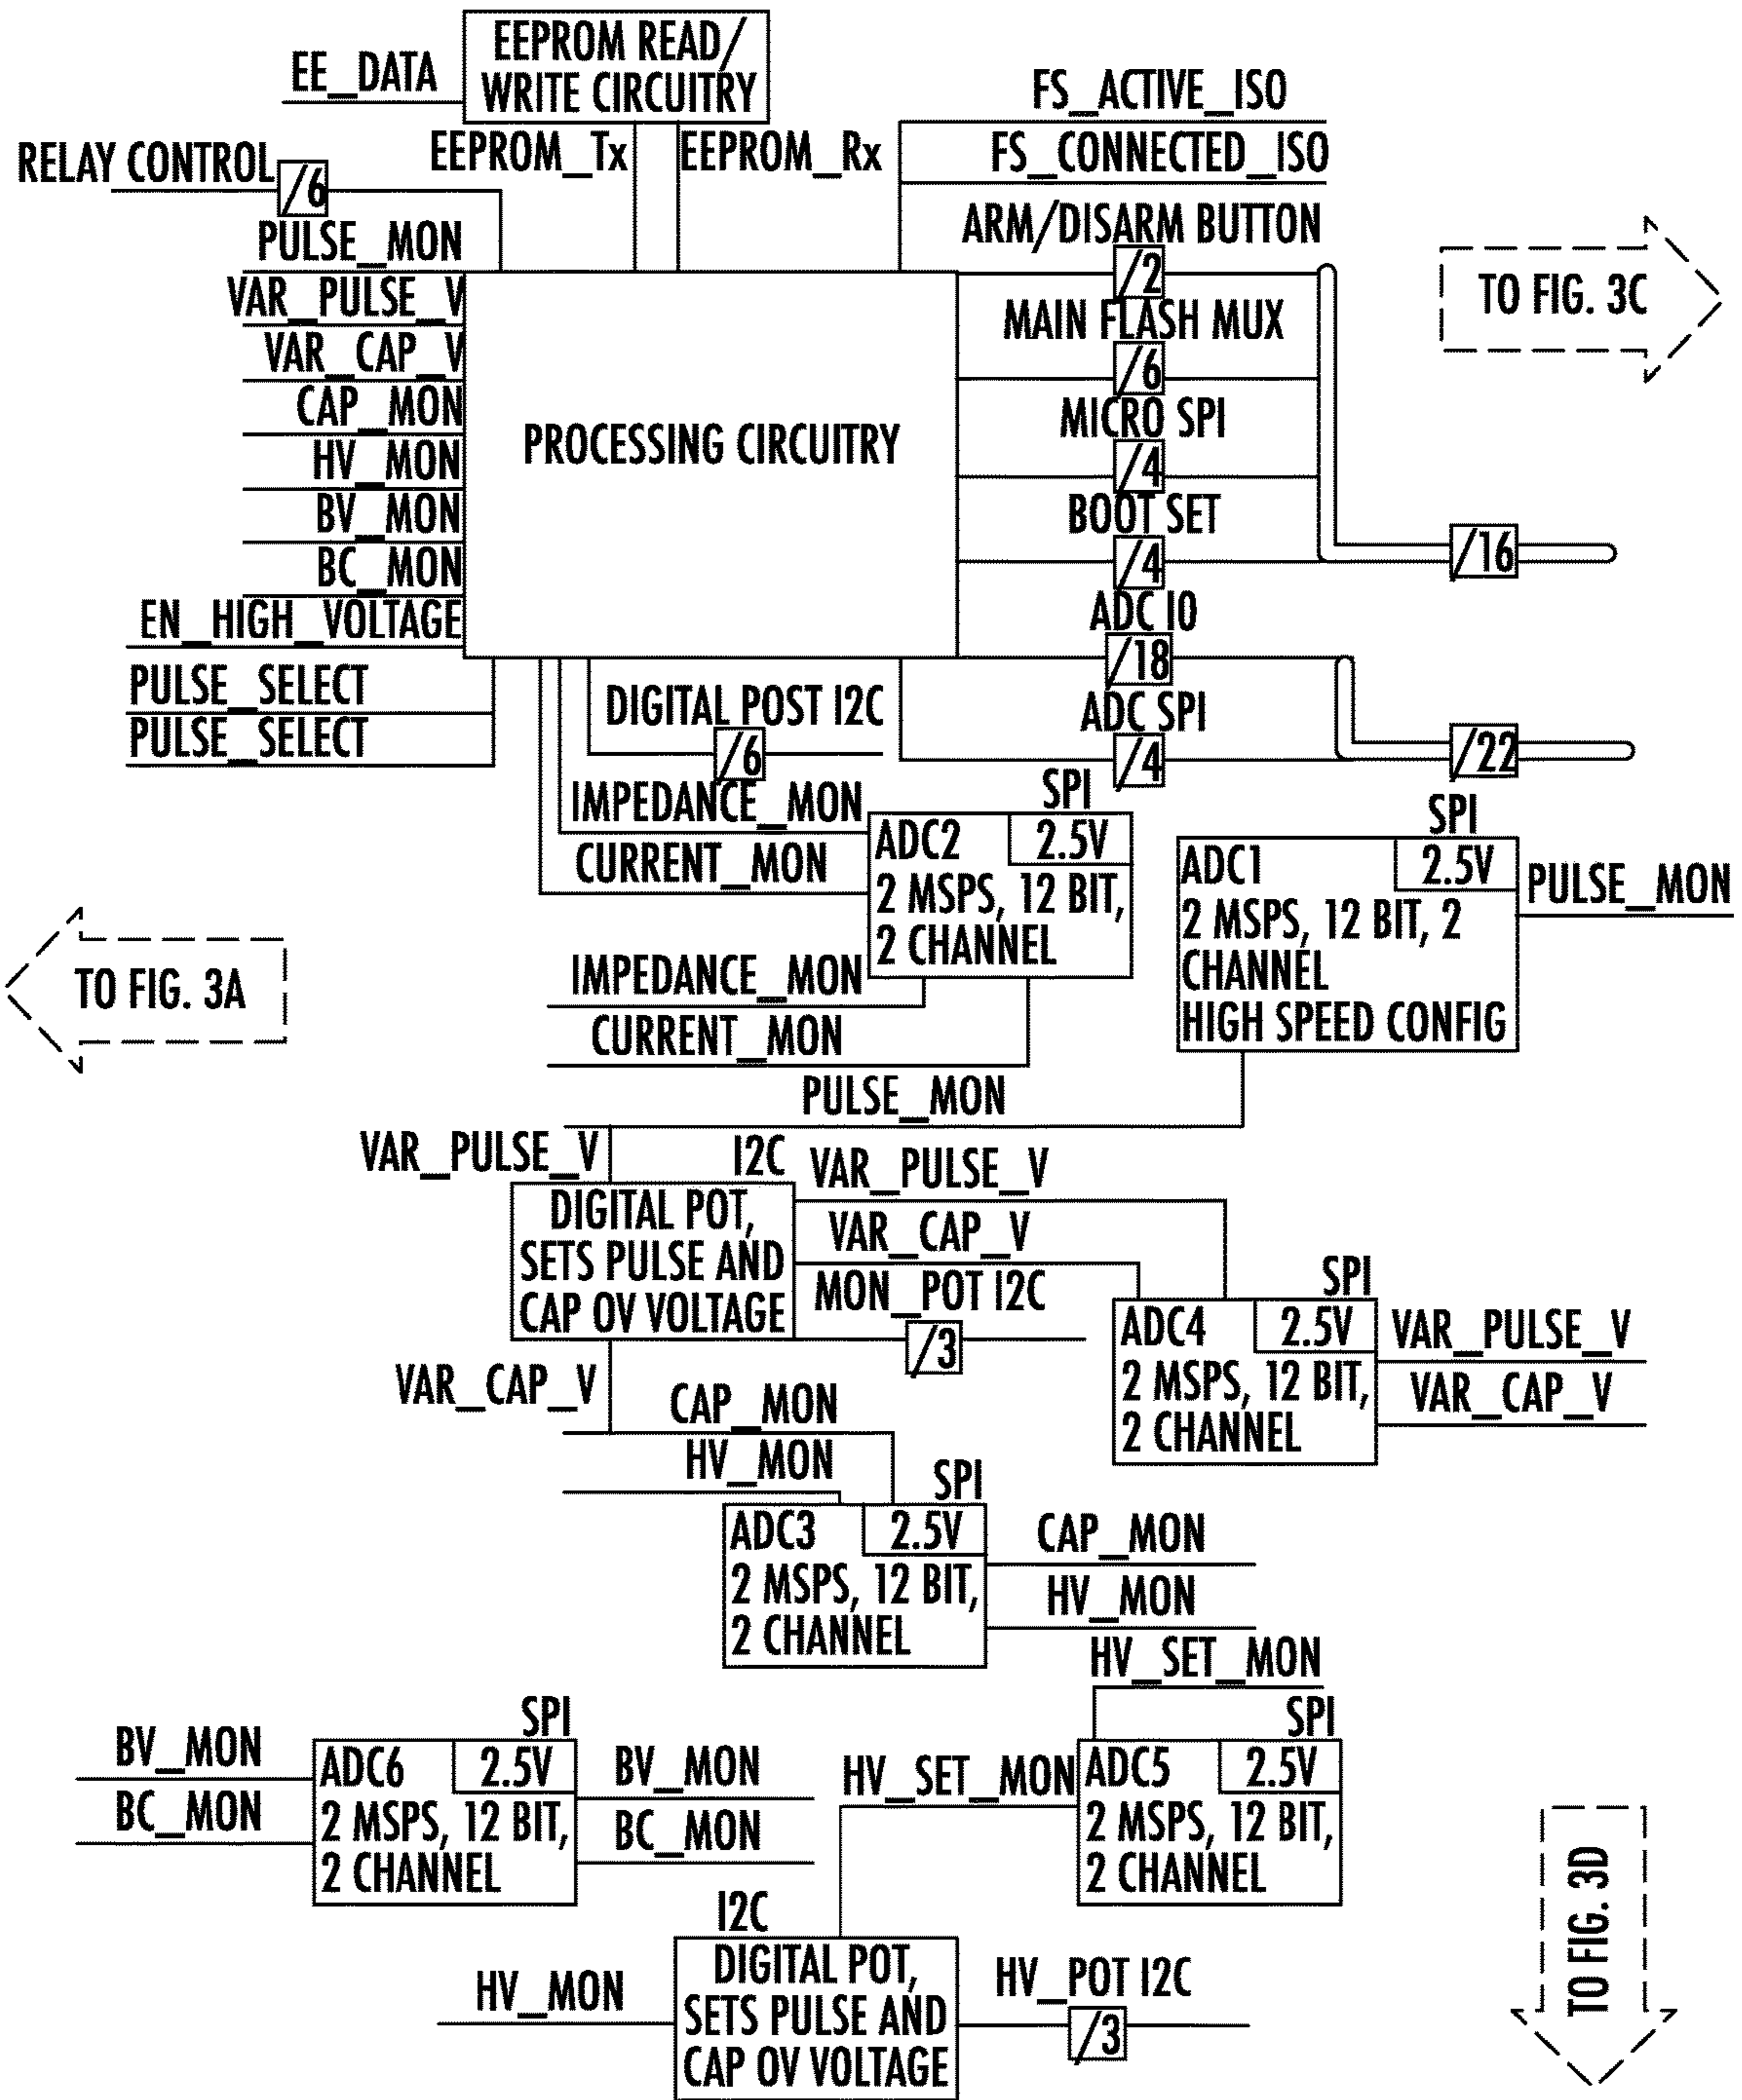 EEPROM READ/
WRITE CIRCUITRY
EE_DATA
EEPROM_Tx
EEPROM_Rx
FS_ACTIVE_ISO
FS_CONNECTED_ISO
RELAY CONTROL
/6
ARM/DISARM BUTTON
/2
PULSE_MON
VAR_PULSE_V
VAR_CAP_V
CAP_MON
HV_MON
BV_MON
BC_MON
EN_HIGH_VOLTAGE
PULSE_SELECT
PULSE_SELECT
PROCESSING CIRCUITRY
MAIN FLASH MUX
/6
MICRO SPI
/4
BOOT SET
/4
/16
ADC IO
/18
ADC SPI
/4
/22
TO FIG. 3C
DIGITAL POST I2C
/6
IMPEDANCE_MON
CURRENT_MON
SPI
ADC2
2.5V
2 MSPS, 12 BIT,
2 CHANNEL
SPI
ADC1
2.5V
2 MSPS, 12 BIT, 2
CHANNEL
HIGH SPEED CONFIG
PULSE_MON
TO FIG. 3A
IMPEDANCE_MON
CURRENT_MON
PULSE_MON
VAR_PULSE_V
I2C
DIGITAL POT,
SETS PULSE AND
CAP OV VOLTAGE
VAR_PULSE_V
VAR_CAP_V
MON_POT I2C
/3
SPI
ADC4
2.5V
2 MSPS, 12 BIT,
2 CHANNEL
VAR_PULSE_V
VAR_CAP_V
VAR_CAP_V
CAP_MON
HV_MON
SPI
ADC3
2.5V
2 MSPS, 12 BIT,
2 CHANNEL
CAP_MON
HV_MON
HV_SET_MON
BV_MON
BC_MON
SPI
ADC6
2.5V
2 MSPS, 12 BIT,
2 CHANNEL
BV_MON
BC_MON
HV_SET_MON
SPI
ADC5
2.5V
2 MSPS, 12 BIT,
2 CHANNEL
I2C
DIGITAL POT,
SETS PULSE AND
CAP OV VOLTAGE
HV_MON
HV_POT I2C
/3
TO FIG. 3D